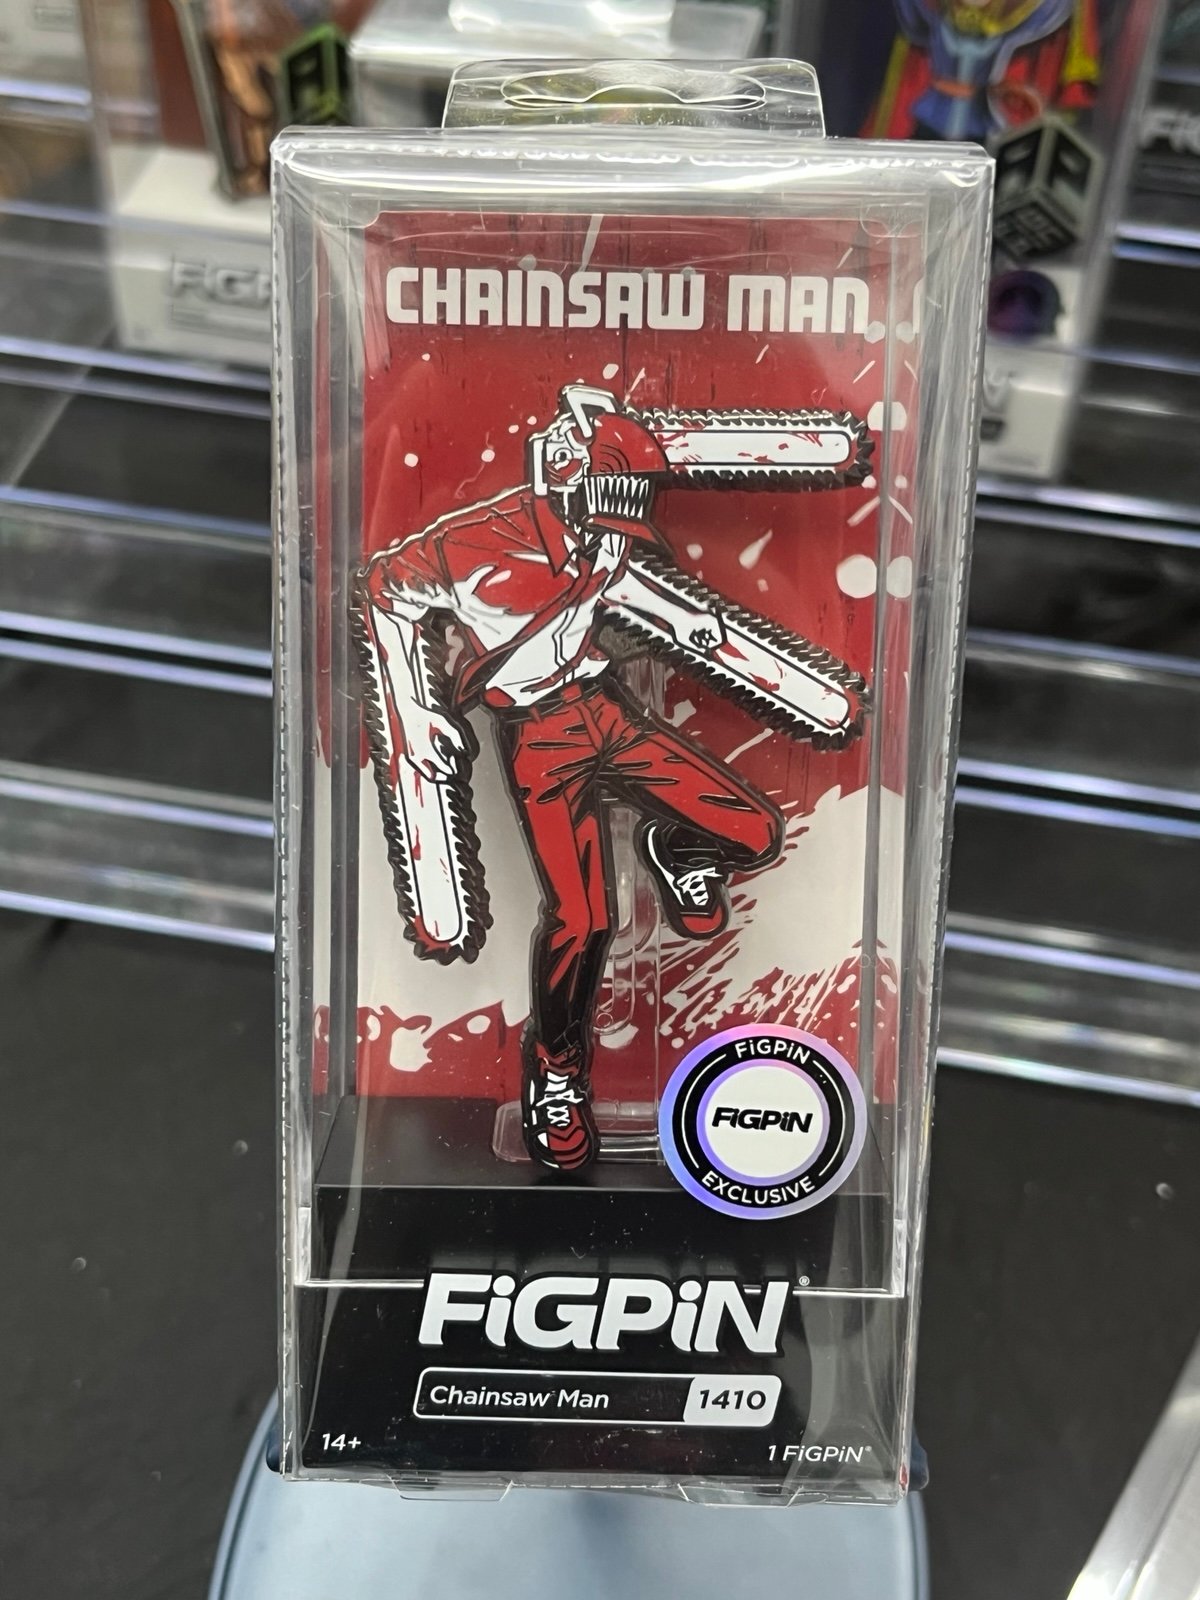 CHAINSAW MAN
FiGPiN
FiGPiN
EXCLUSIVE
FiGPiN®
Chainsaw Man 1410
14+
1 FiGPiN®